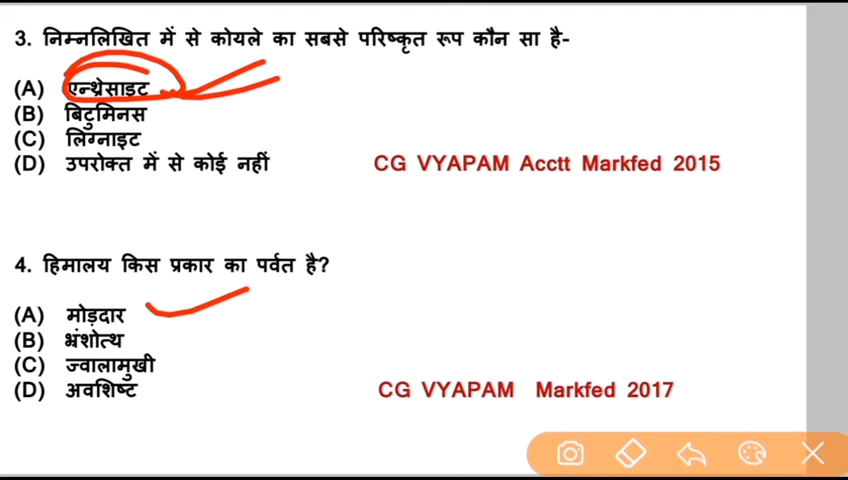 3. निम्नलिखित में से कोयले का सबसे परिष्कृत रूप कौन सा है-
(A) एन्थ्रेसाइट
(B) बिटुमिनस
(C) लिग्नाइट
(D) उपरोक्त में से कोई नहीं CG VYAPAM Acctt Markfed 2015
4. हिमालय किस प्रकार का पर्वत है?
(A) मोड़दार
(B) भ्रंशोत्थ
(C) ज्वालामुखी
(D) अवशिष्ट CG VYAPAM Markfed 2017